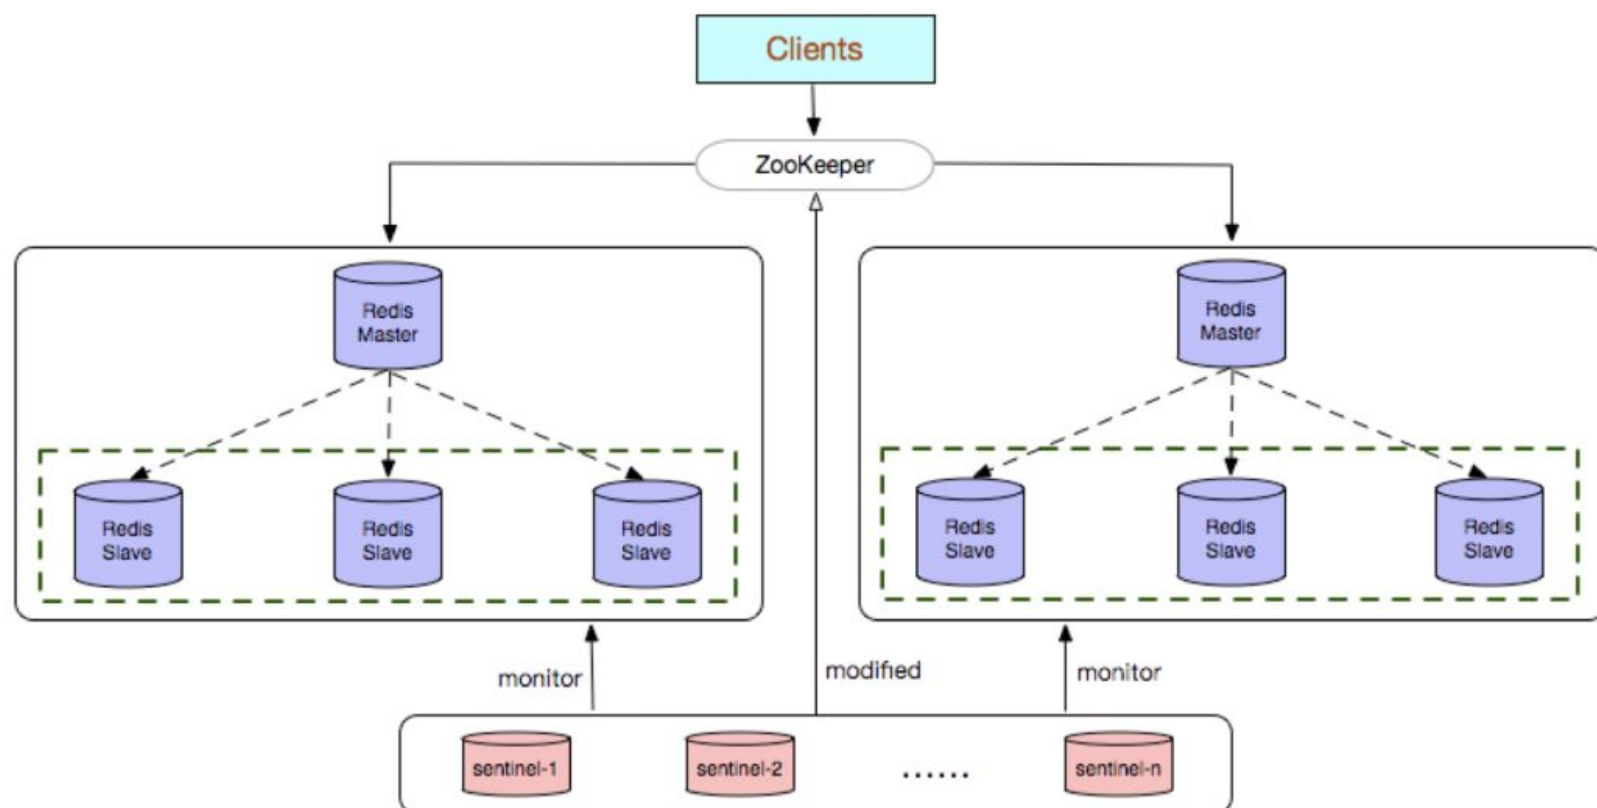 Clients
ZooKeeper
Redis
Master
Redis
Master
Redis
Slave
Redis
Slave
Redis
Slave
Redis
Slave
Redis
Slave
Redis
Slave
monitor
modified
monitor
sentinel-1
sentinel-2
......
sentinel-n